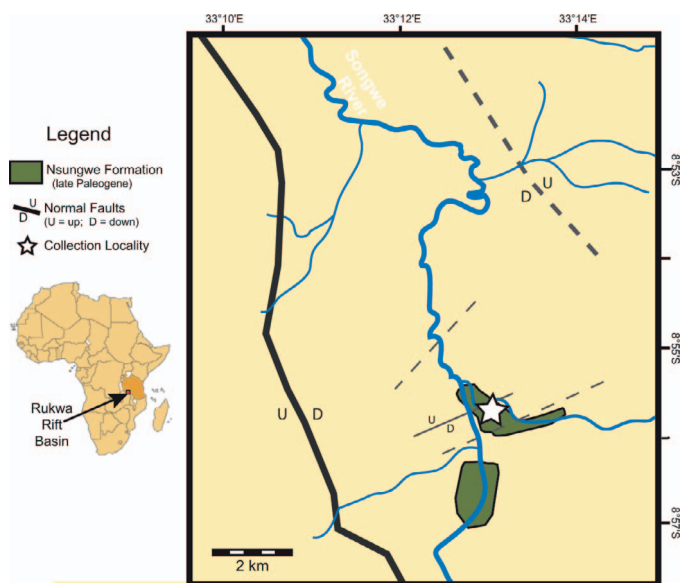 33°10'E
33°12'E
33°14'E
Songwa
River
Legend
Nsungwe Formation
(late Paleogene)
U
D
Normal Faults
(U = up; D = down)
Collection Locality
U
D
8°53'S
8°55'S
U
D
U
D
Rukwa
Rift
Basin
8°57'S
2 km